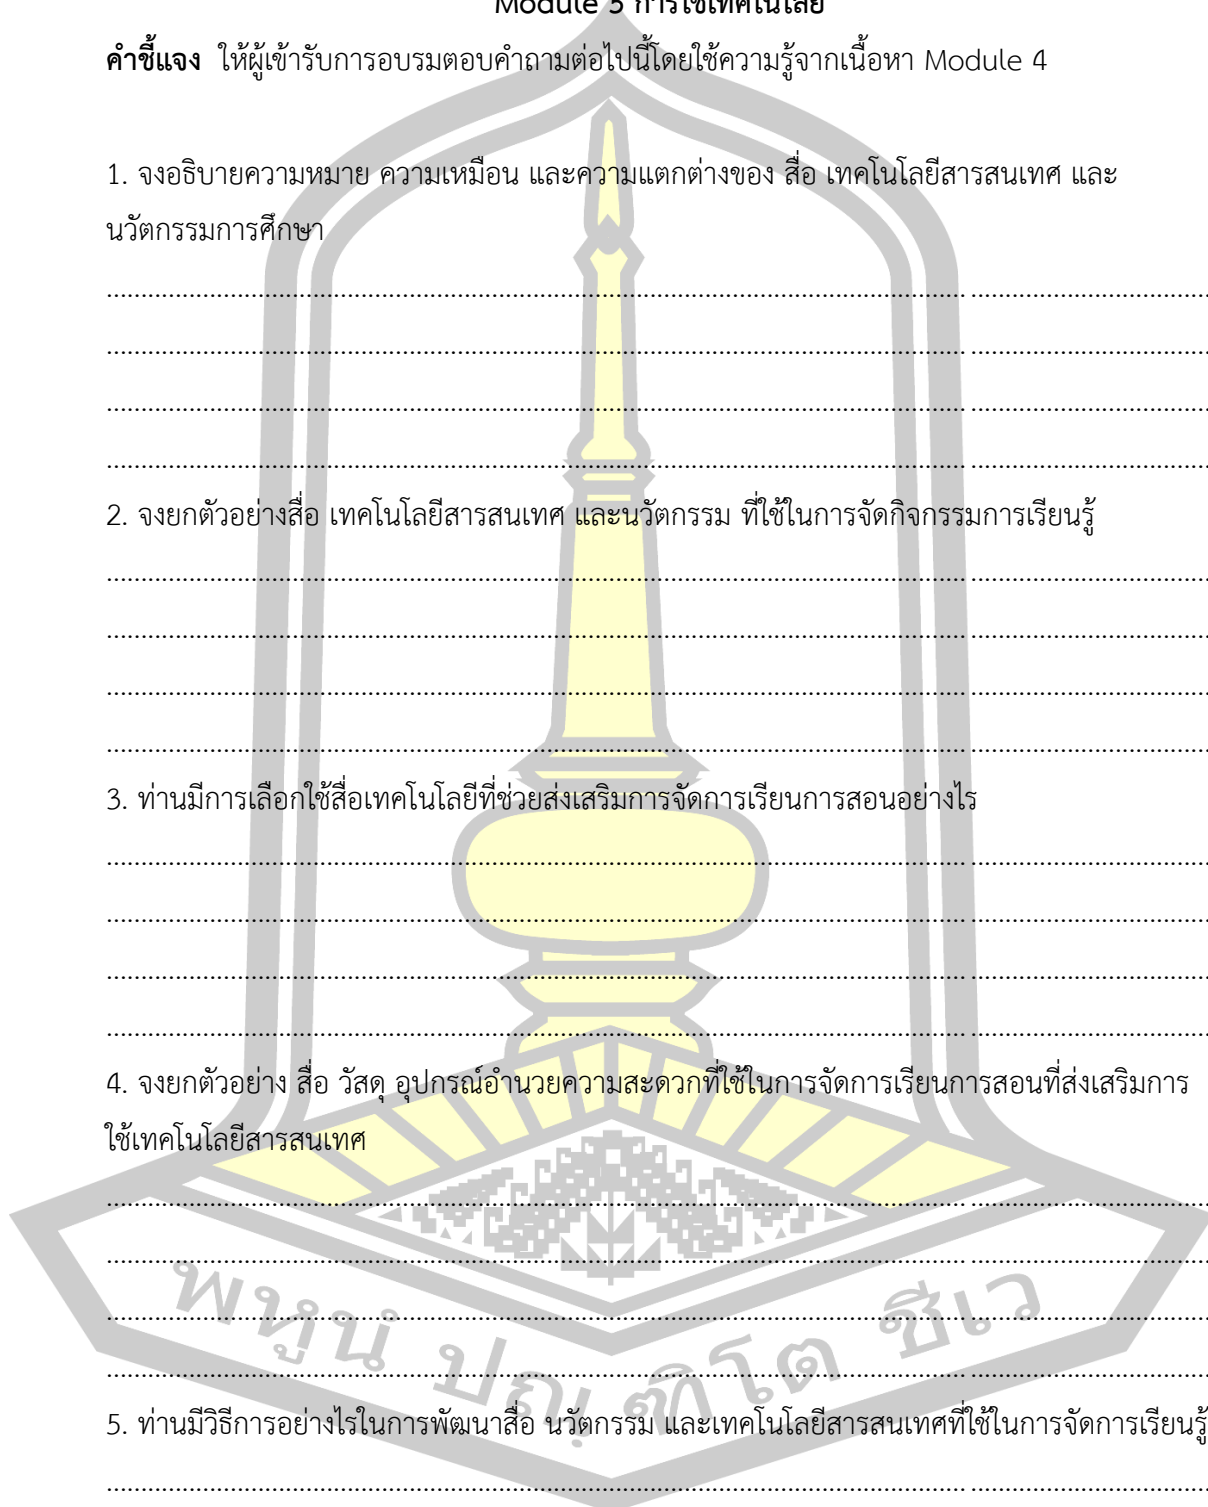 Module 5 การใช้เทคโนโลยี
คำชี้แจง ให้ผู้เข้ารับการอบรมตอบคำถามต่อไปนี้โดยใช้ความรู้จากเนื้อหา Module 4
1. จงอธิบายความหมาย ความเหมือน และความแตกต่างของ สื่อ เทคโนโลยีสารสนเทศ และ
นวัตกรรมการศึกษา
2. จงยกตัวอย่างสื่อ เทคโนโลยีสารสนเทศ และนวัตกรรม ที่ใช้ในการจัดกิจกรรมการเรียนรู้
3. ท่านมีการเลือกใช้สื่อเทคโนโลยีที่ช่วยส่งเสริมการจัดการเรียนการสอนอย่างไร
4. จงยกตัวอย่าง สื่อ วัสดุ อุปกรณ์อำนวยความสะดวกที่ใช้ในการจัดการเรียนการสอนที่ส่งเสริมการ
ใช้เทคโนโลยีสารสนเทศ
พหูนํ ปณฺฑิโต ชีเว
5. ท่านมีวิธีการอย่างไรในการพัฒนาสื่อ นวัตกรรม และเทคโนโลยีสารสนเทศที่ใช้ในการจัดการเรียนรู้